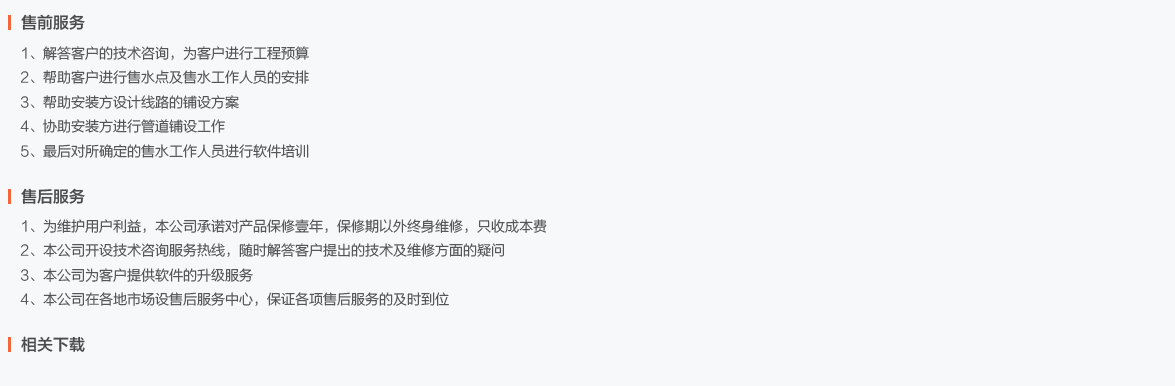 售前服务
1、解答客户的技术咨询，为客户进行工程预算
2、帮助客户进行售水点及售水工作人员的安排
3、帮助安装方设计线路的铺设方案
4、协助安装方进行管道铺设工作
5、最后对所确定的售水工作人员进行软件培训
售后服务
1、为维护用户利益，本公司承诺对产品保修壹年，保修期以外终身维修，只收成本费
2、本公司开设技术咨询服务热线，随时解答客户提出的技术及维修方面的疑问
3、本公司为客户提供软件的升级服务
4、本公司在各地市场设售后服务中心，保证各项售后服务的及时到位
相关下载